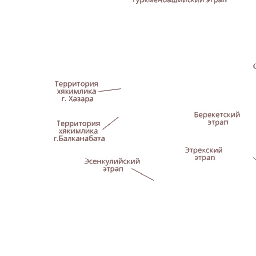 Туркменбашийский этрап
Территория
хякимлика
г. Хазара
Берекетский
этрап
Территория
хякимлика
г.Балканабата
Этрекский
этрап
Эсенкулийский
этрап